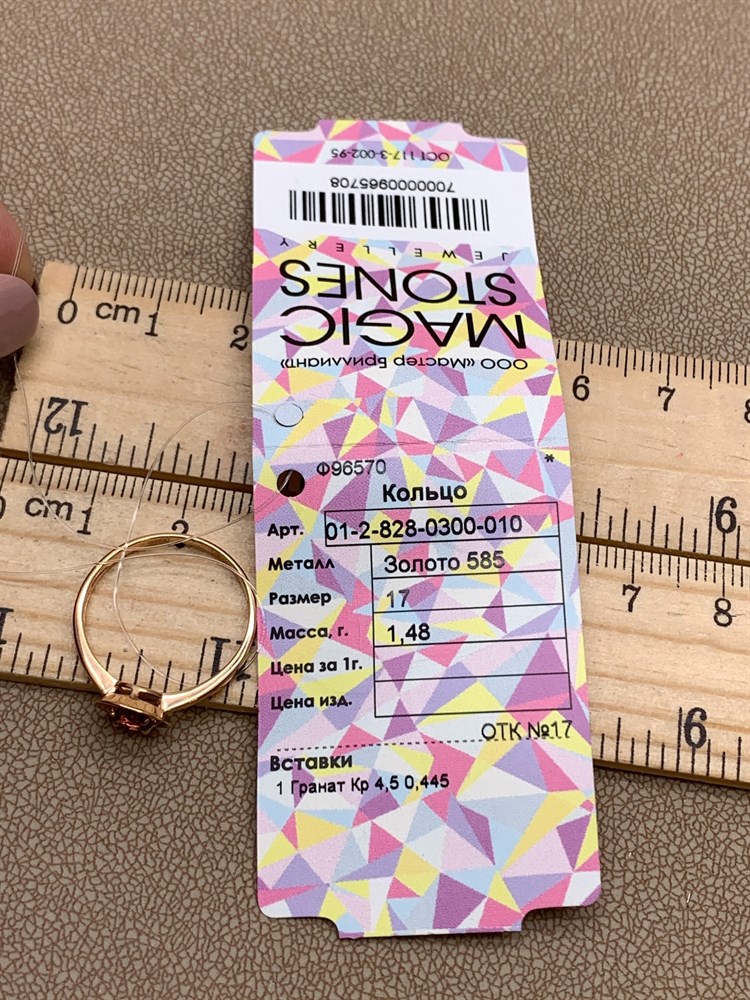 ОСТ 117-3-002-95
7000000965708
JEWELLERY
MAGIC
STONES
ООО «Мастер Бриллиант»
Ф96570
*
Кольцо
Арт. 01-2-828-0300-010
Металл Золото 585
Размер 17
Масса, г. 1,48
Цена за 1г.
Цена изд.
ОТК №17
Вставки
1 Гранат Кр 4,5 0,445
0 cm 1 2 6 7 8
12 6
0 cm 1 2 7 8
11 6